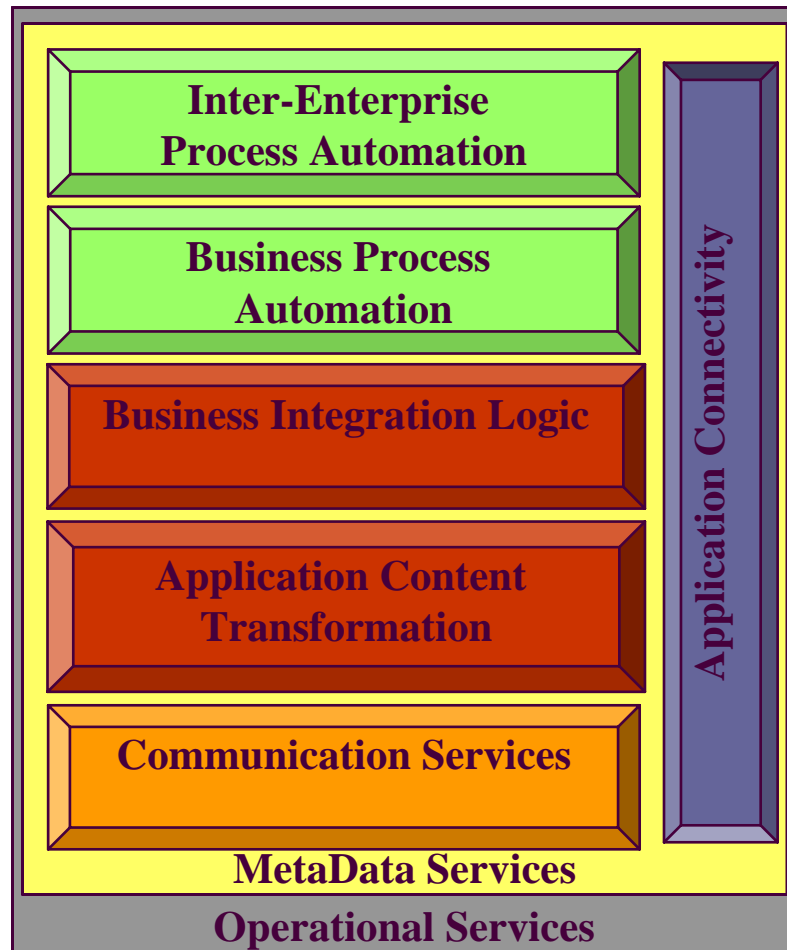 Inter-Enterprise
Process Automation
Business Process
Automation
Business Integration Logic
Application Content
Transformation
Communication Services
Application Connectivity
MetaData Services
Operational Services